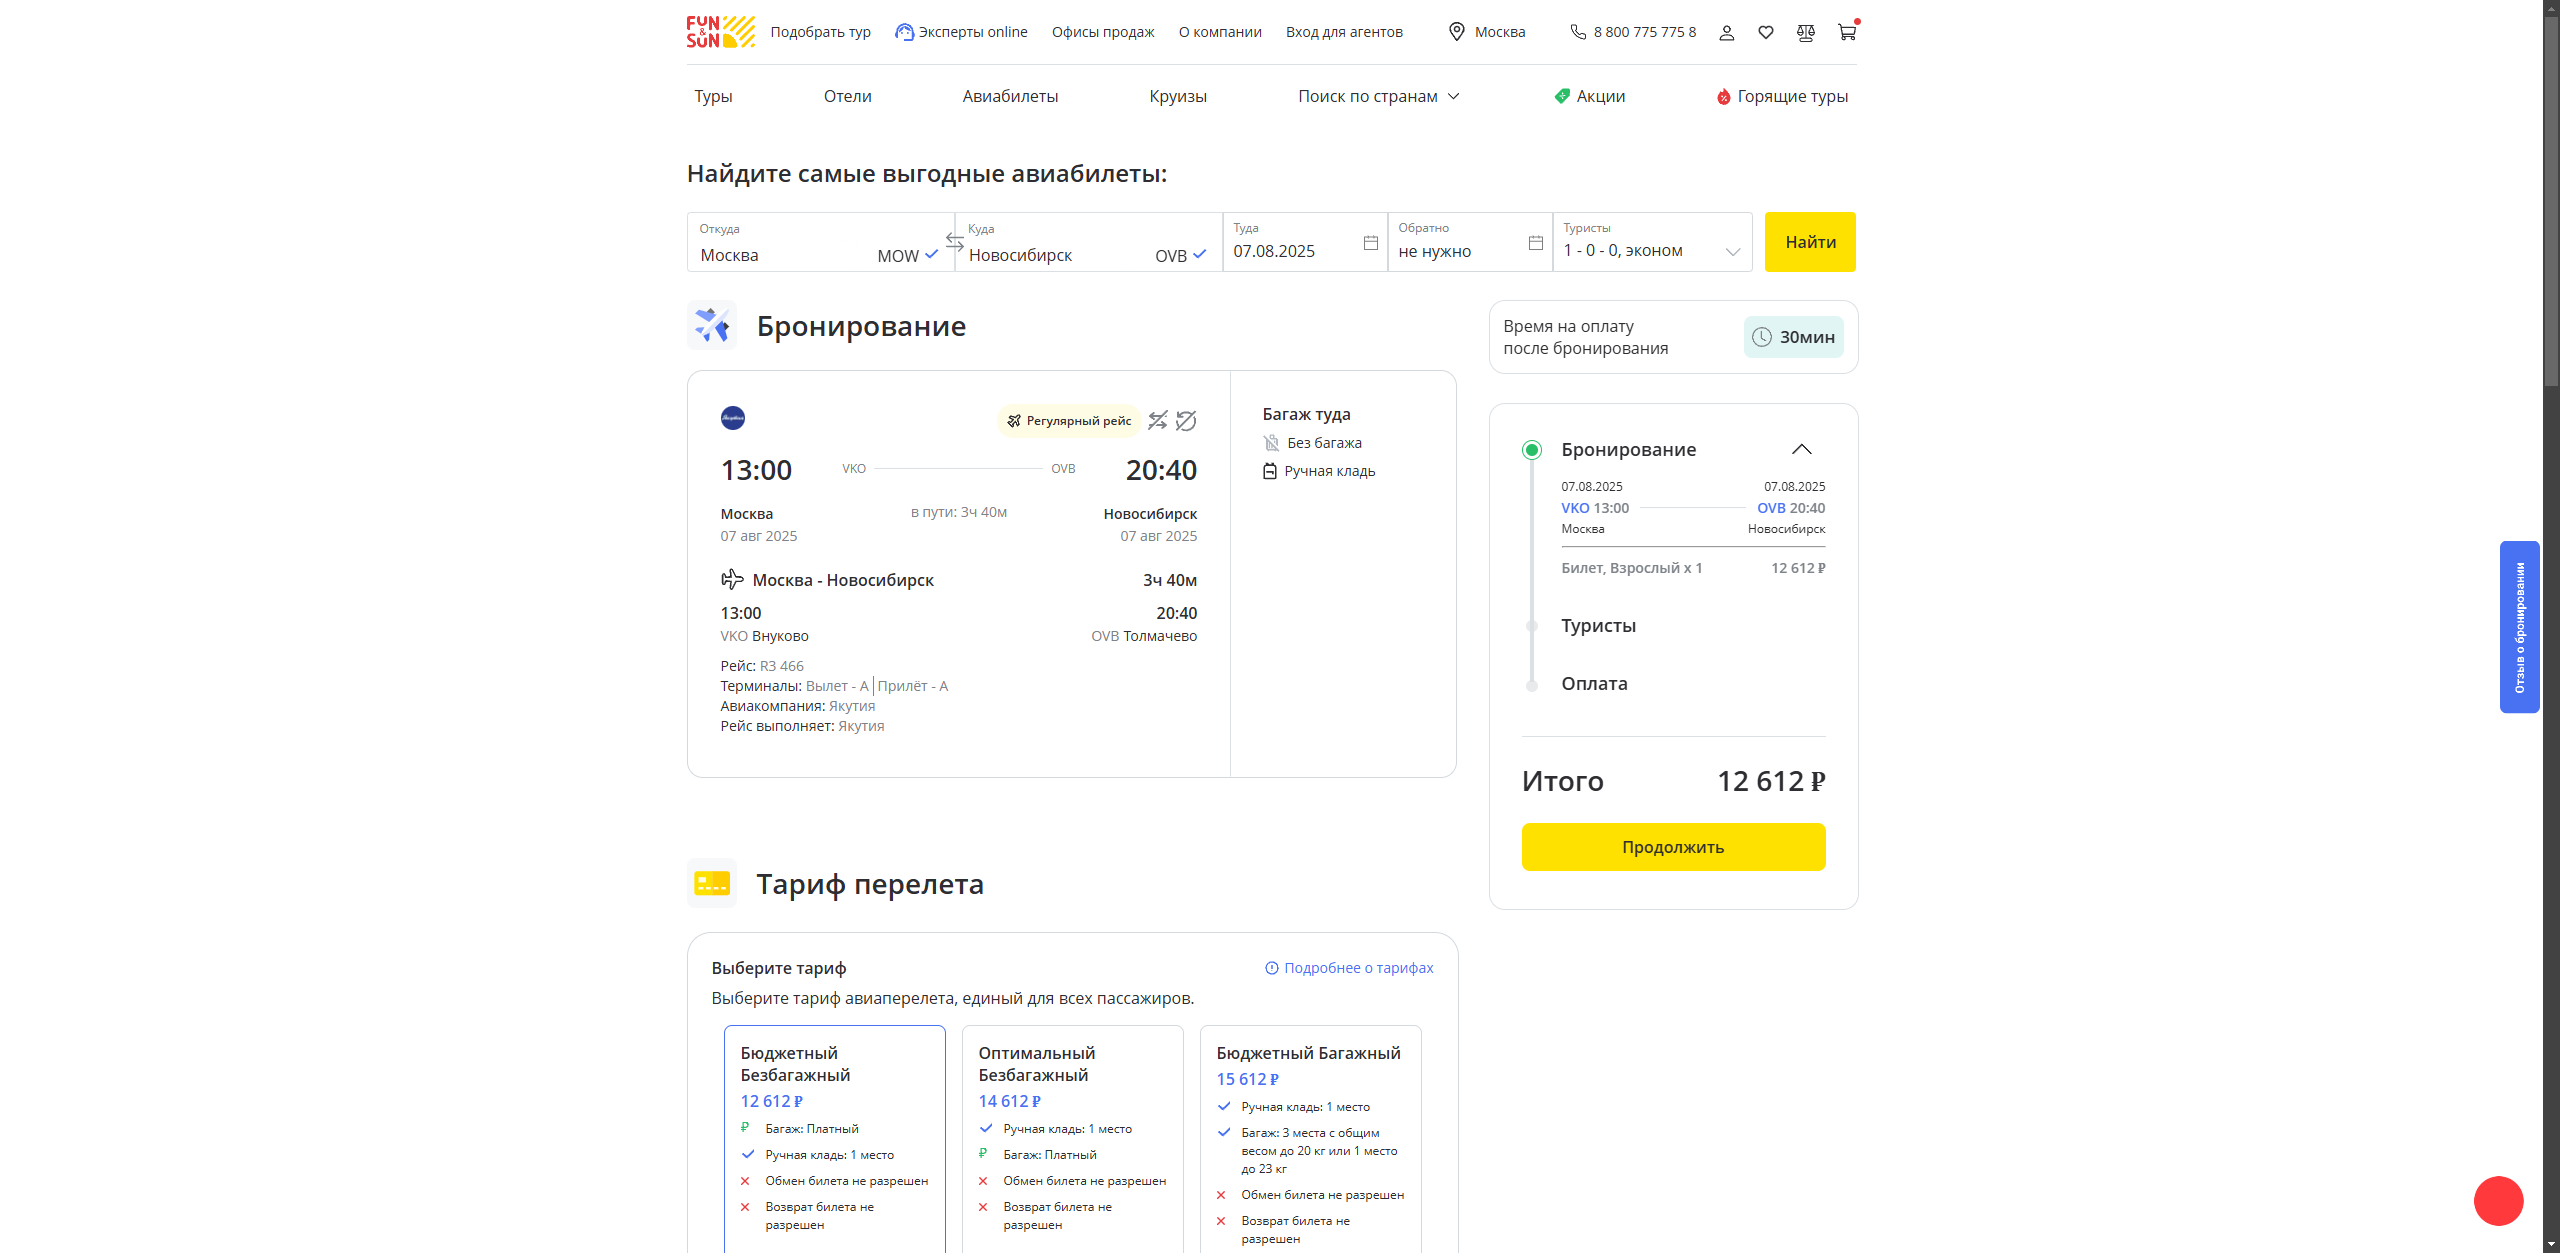 FUN & SUN
Подобрать тур
Эксперты online
Офисы продаж
О компании
Вход для агентов
Москва
8 800 775 775 8
Туры
Отели
Авиабилеты
Круизы
Поиск по странам
Акции
Горящие туры
Найдите самые выгодные авиабилеты:
Откуда
Москва MOW
Куда
Новосибирск OVB
Туда
07.08.2025
Обратно
не нужно
Туристы
1 - 0 - 0, эконом
Найти
Бронирование
Регулярный рейс
13:00 VKO OVB 20:40
Москва в пути: 3ч 40м Новосибирск
07 авг 2025 07 авг 2025
Москва - Новосибирск 3ч 40м
13:00 20:40
VKO Внуково OVB Толмачево
Рейс: R3 466
Терминалы: Вылет - A Прилёт - A
Авиакомпания: Якутия
Рейс выполняет: Якутия
Багаж туда
Без багажа
Ручная кладь
Время на оплату
после бронирования
30мин
Бронирование
07.08.2025 07.08.2025
VKO 13:00 OVB 20:40
Москва Новосибирск
Билет, Взрослый x 1 12 612 ₽
Туристы
Оплата
Итого 12 612 ₽
Продолжить
Отзыв о бронировании
Тариф перелета
Выберите тариф
Подробнее о тарифах
Выберите тариф авиаперелета, единый для всех пассажиров.
Бюджетный
Безбагажный
12 612 ₽
₽ Багаж: Платный
Ручная кладь: 1 место
Обмен билета не разрешен
Возврат билета не
разрешен
Оптимальный
Безбагажный
14 612 ₽
Ручная кладь: 1 место
₽ Багаж: Платный
Обмен билета не разрешен
Возврат билета не
разрешен
Бюджетный Багажный
15 612 ₽
Ручная кладь: 1 место
Багаж: 3 места с общим
весом до 20 кг или 1 место
до 23 кг
Обмен билета не разрешен
Возврат билета не
разрешен